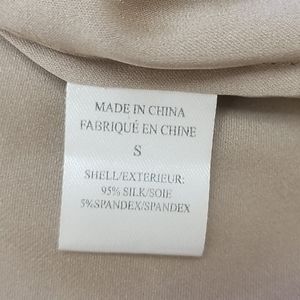 MADE IN CHINA
FABRIQUÉ EN CHINE
S
SHELL/EXTERIEUR:
95% SILK/SOIE
5%SPANDEX/SPANDEX